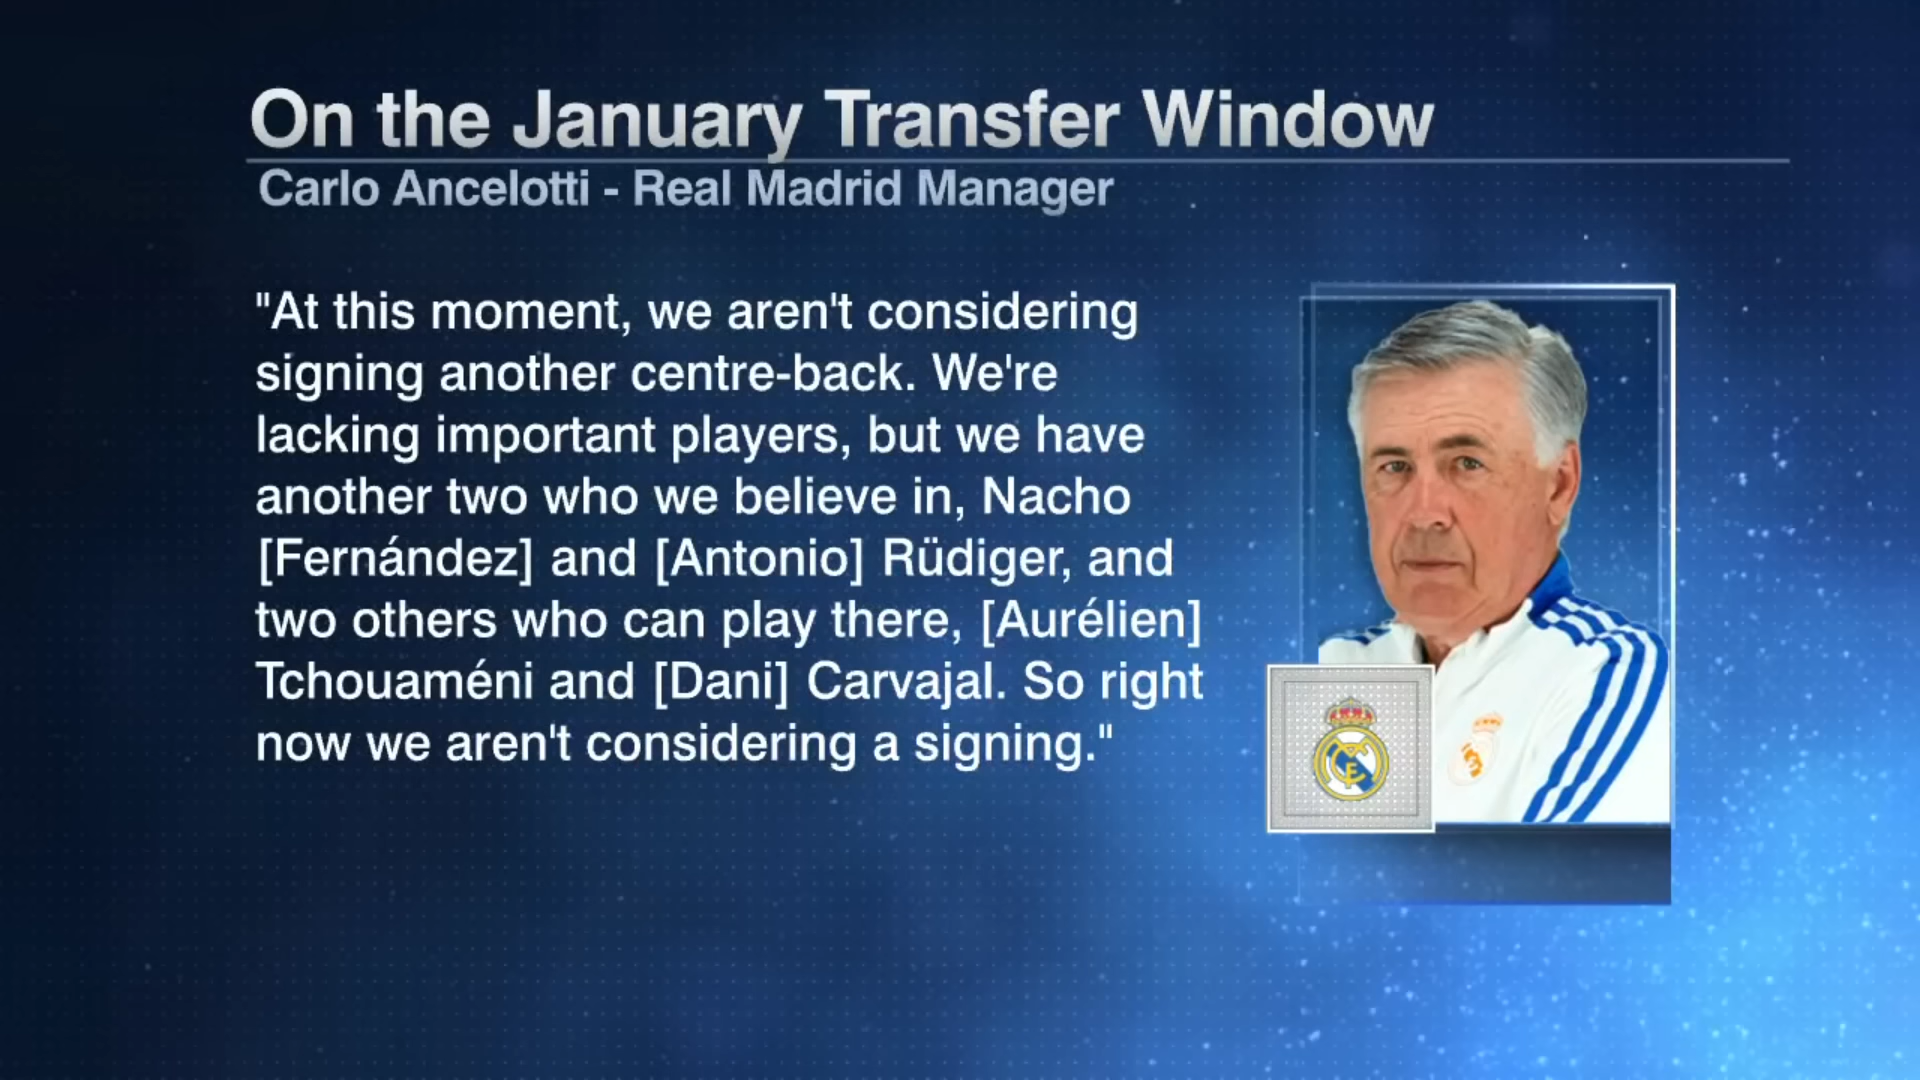 On the January Transfer Window
Carlo Ancelotti - Real Madrid Manager
"At this moment, we aren't considering
signing another centre-back. We're
lacking important players, but we have
another two who we believe in, Nacho
[Fernández] and [Antonio] Rüdiger, and
two others who can play there, [Aurélien]
Tchouaméni and [Dani] Carvajal. So right
now we aren't considering a signing."